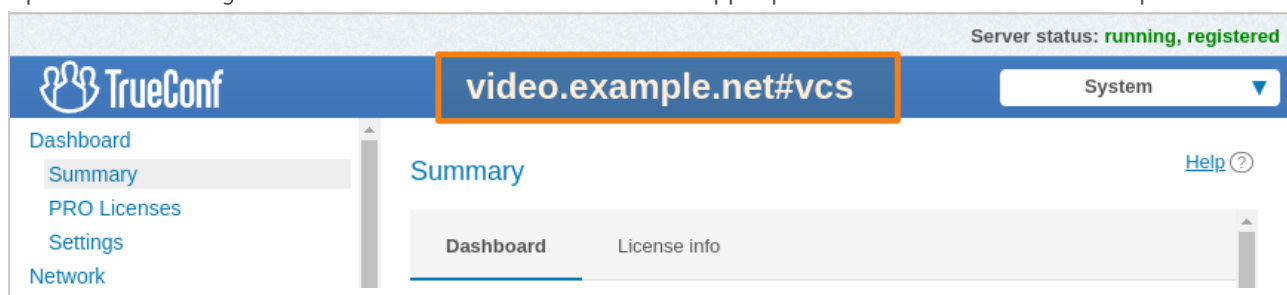 Server status: running, registered
TrueConf
video.example.net#vcs
System
Dashboard
Summary
PRO Licenses
Settings
Network
Summary
Help ?
Dashboard License info